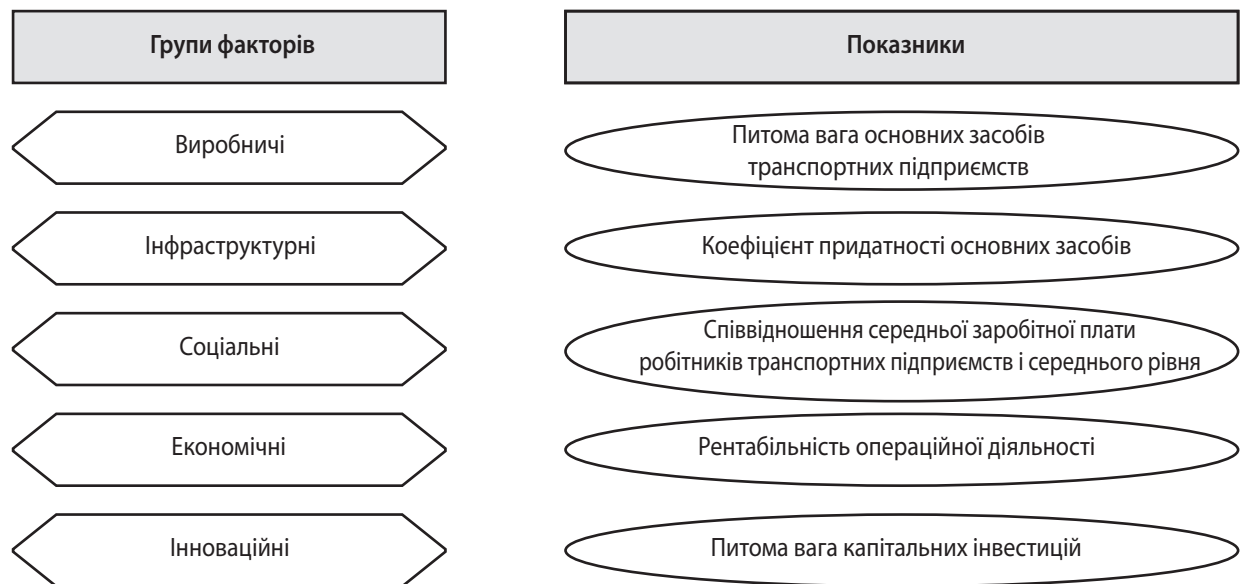 Групи факторів
Показники
Виробничі
Питома вага основних засобів
транспортних підприємств
Інфраструктурні
Коефіцієнт придатності основних засобів
Соціальні
Співвідношення середньої заробітної плати
робітників транспортних підприємств і середнього рівня
Економічні
Рентабільність операційної діяльності
Інноваційні
Питома вага капітальних інвестицій